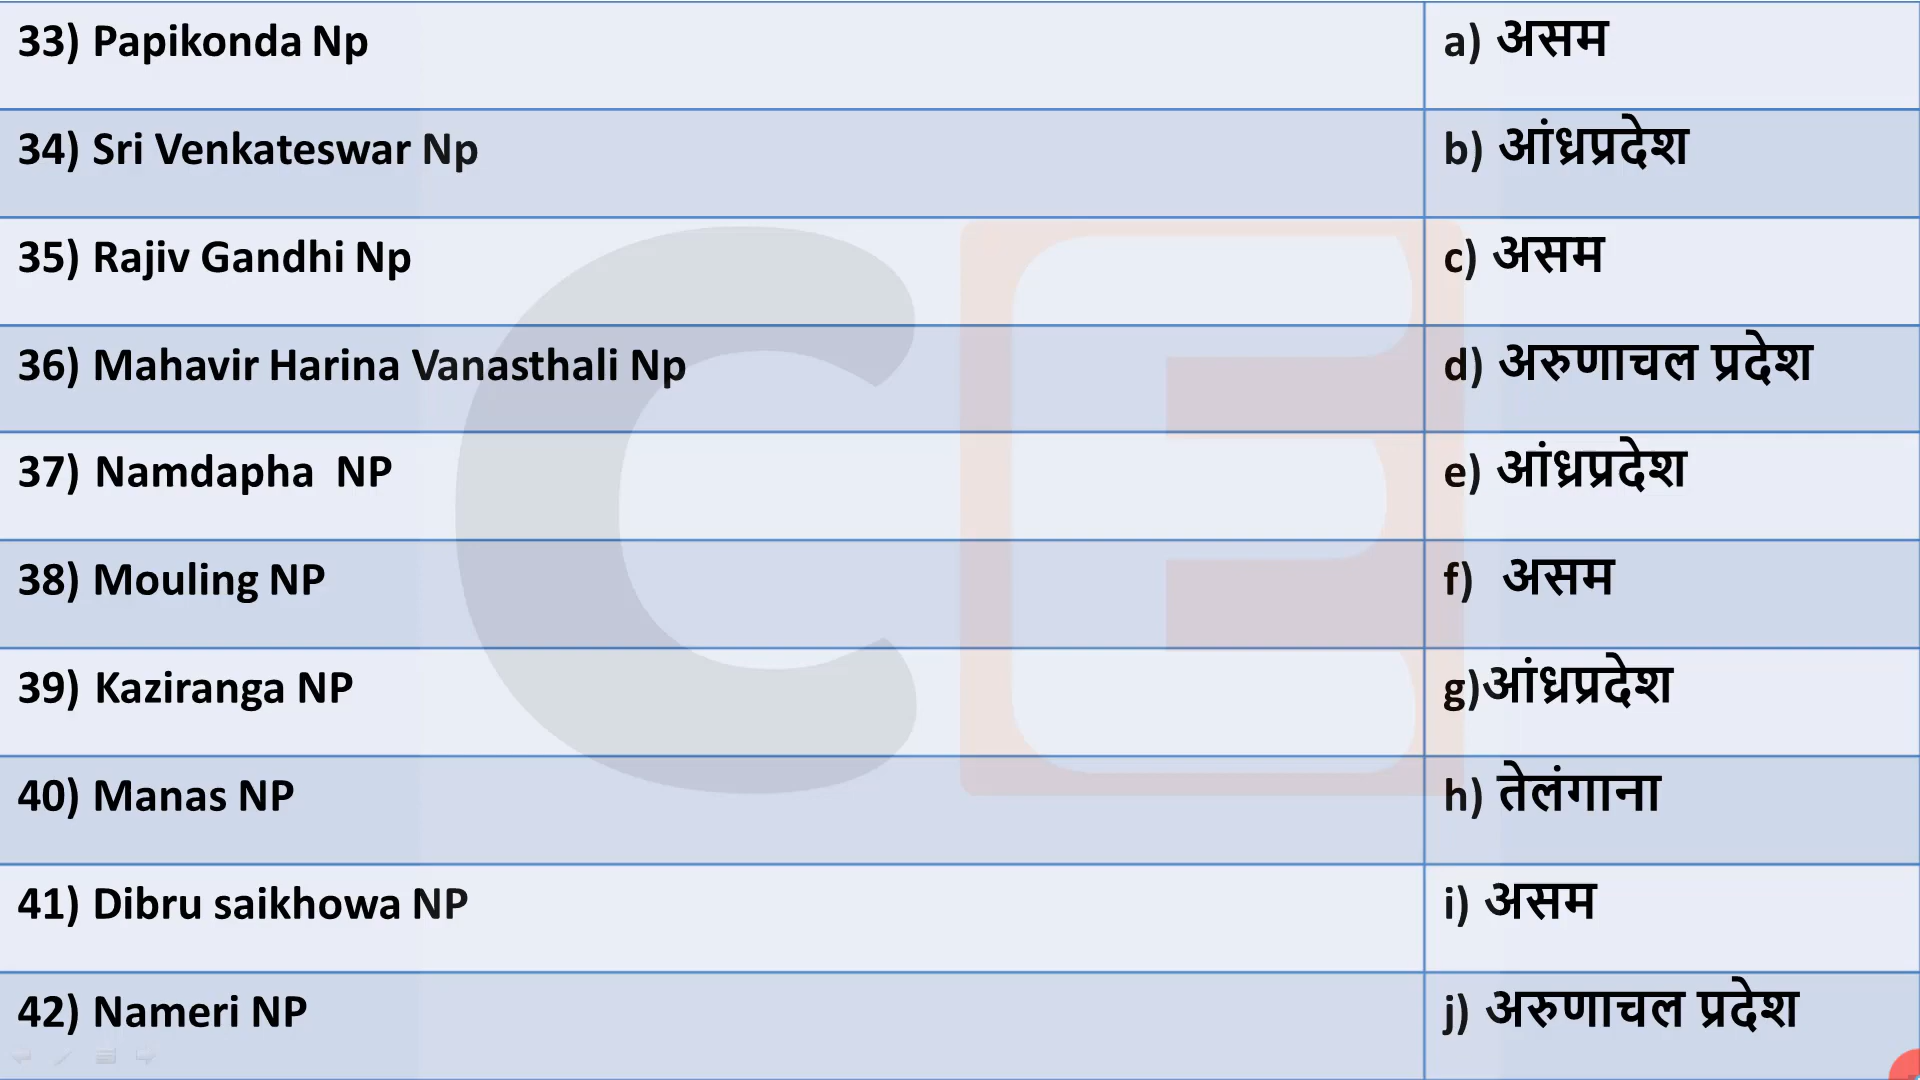 33) Papikonda Np a) असम
34) Sri Venkateswar Np b) आंध्रप्रदेश
35) Rajiv Gandhi Np c) असम
36) Mahavir Harina Vanasthali Np d) अरुणाचल प्रदेश
37) Namdapha NP e) आंध्रप्रदेश
38) Mouling NP f) असम
39) Kaziranga NP g)आंध्रप्रदेश
40) Manas NP h) तेलंगाना
41) Dibru saikhowa NP i) असम
42) Nameri NP j) अरुणाचल प्रदेश
CE